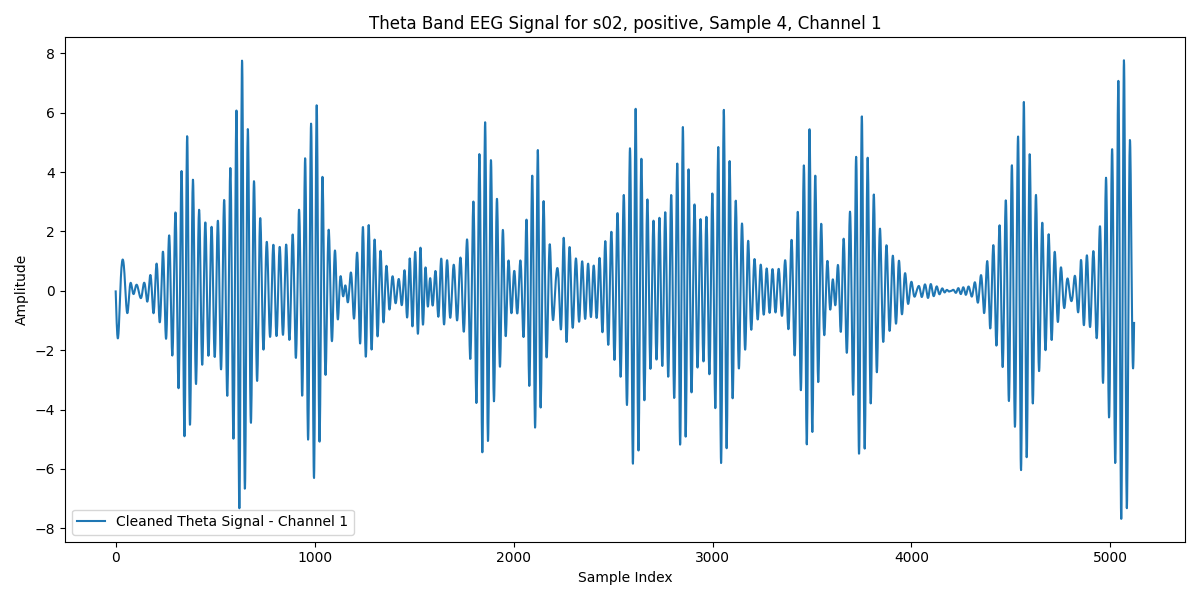 Theta Band EEG Signal for s02, positive, Sample 4, Channel 1
Amplitude
8
6
4
2
0
−2
−4
−6
−8
Cleaned Theta Signal - Channel 1
0 1000 2000 3000 4000 5000
Sample Index